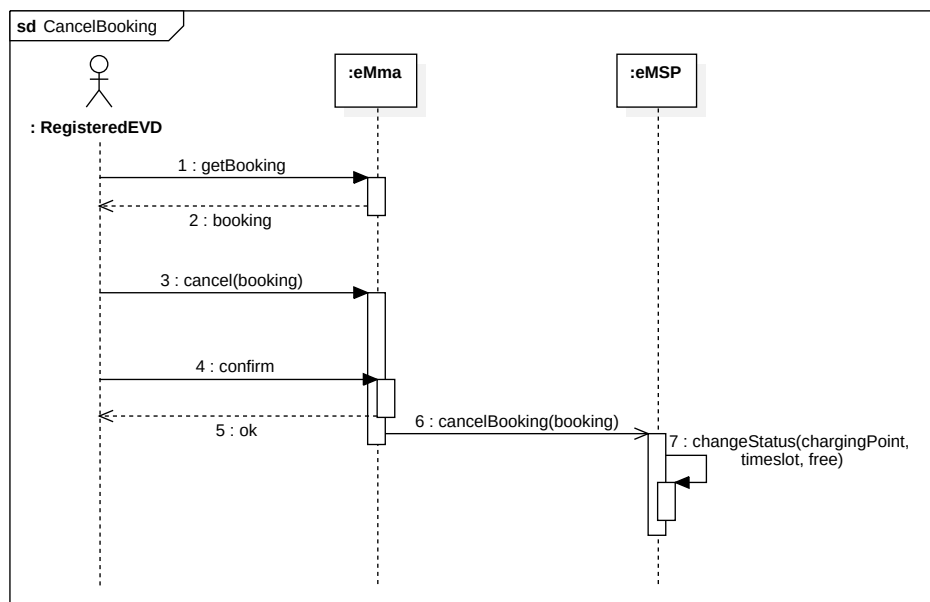 sd CancelBooking
:eMma
:eMSP
: RegisteredEVD
1 : getBooking
2 : booking
3 : cancel(booking)
4 : confirm
5 : ok
6 : cancelBooking(booking)
7 : changeStatus(chargingPoint,
timeslot, free)